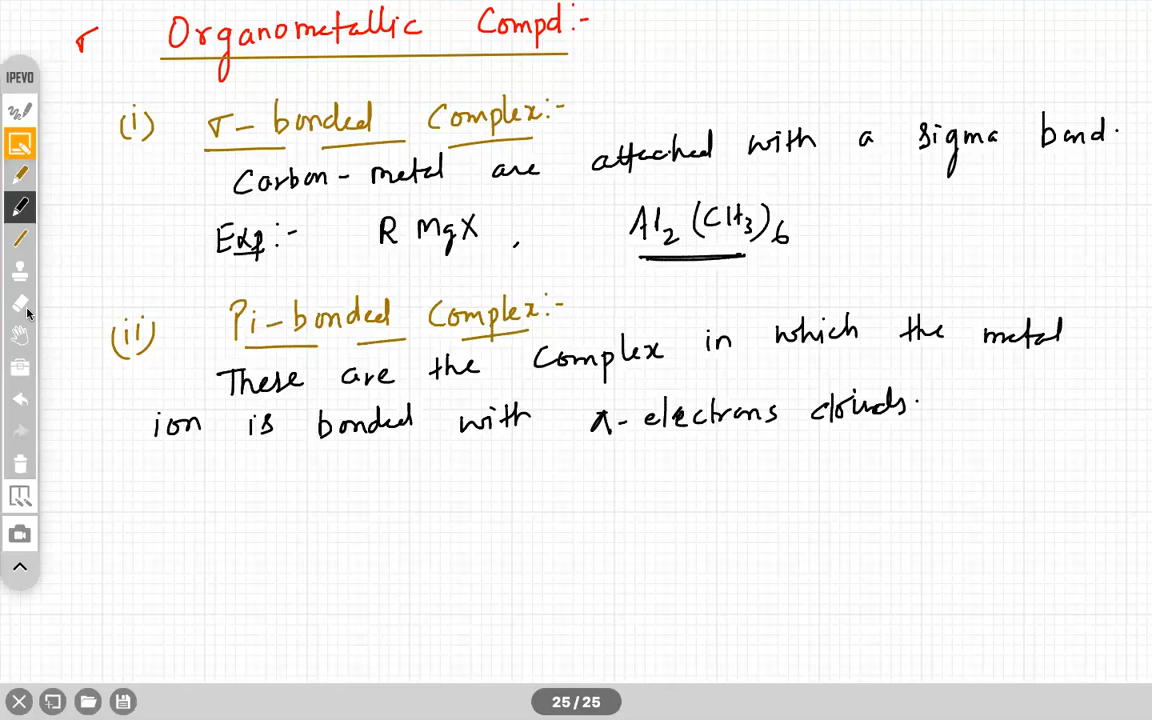 IPEVO
σ Organometallic Compd:-
(i) σ- bonded Complex:-
Carbon - metal are attached with a sigma bond.
Exp:- R MgX , Al2 (CH3)6
(ii) Pi-bonded Complex:-
These are the Complex in which the metal
ion is bonded with π- electrons clouds.
25/25